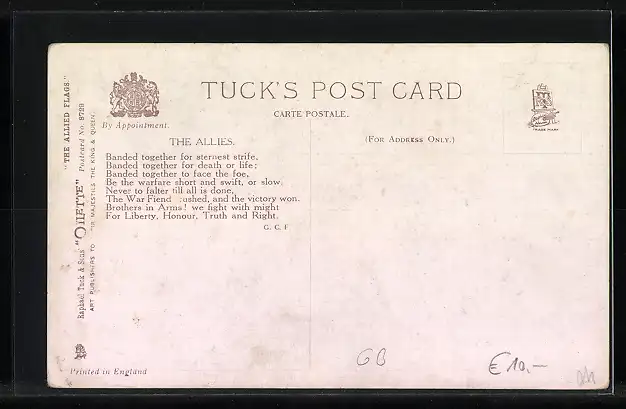 TUCK'S POST CARD
CARTE POSTALE.
By Appointment.
(FOR ADDRESS ONLY.)
TRADE MARK
THE ALLIES.
Banded together for sternest strife,
Banded together for death or life;
Banded together to face the foe,
Be the warfare short and swift, or slow.
Never to falter till all is done,
The War Fiend ushed, and the victory won.
Brothers in Arms! we fight with might
For Liberty, Honour, Truth and Right.
G. C. F
"THE ALLIED FLAGS."
Raphael Tuck & Sons' "OILETTE" Postcard No. 8729
ART PUBLISHERS TO THEIR MAJESTIES THE KING & QUEEN.
Printed in England
GB
€10,-